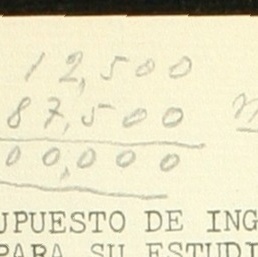 12,500
87,500
00,000
UPUESTO DE ING
PARA SU ESTUDI